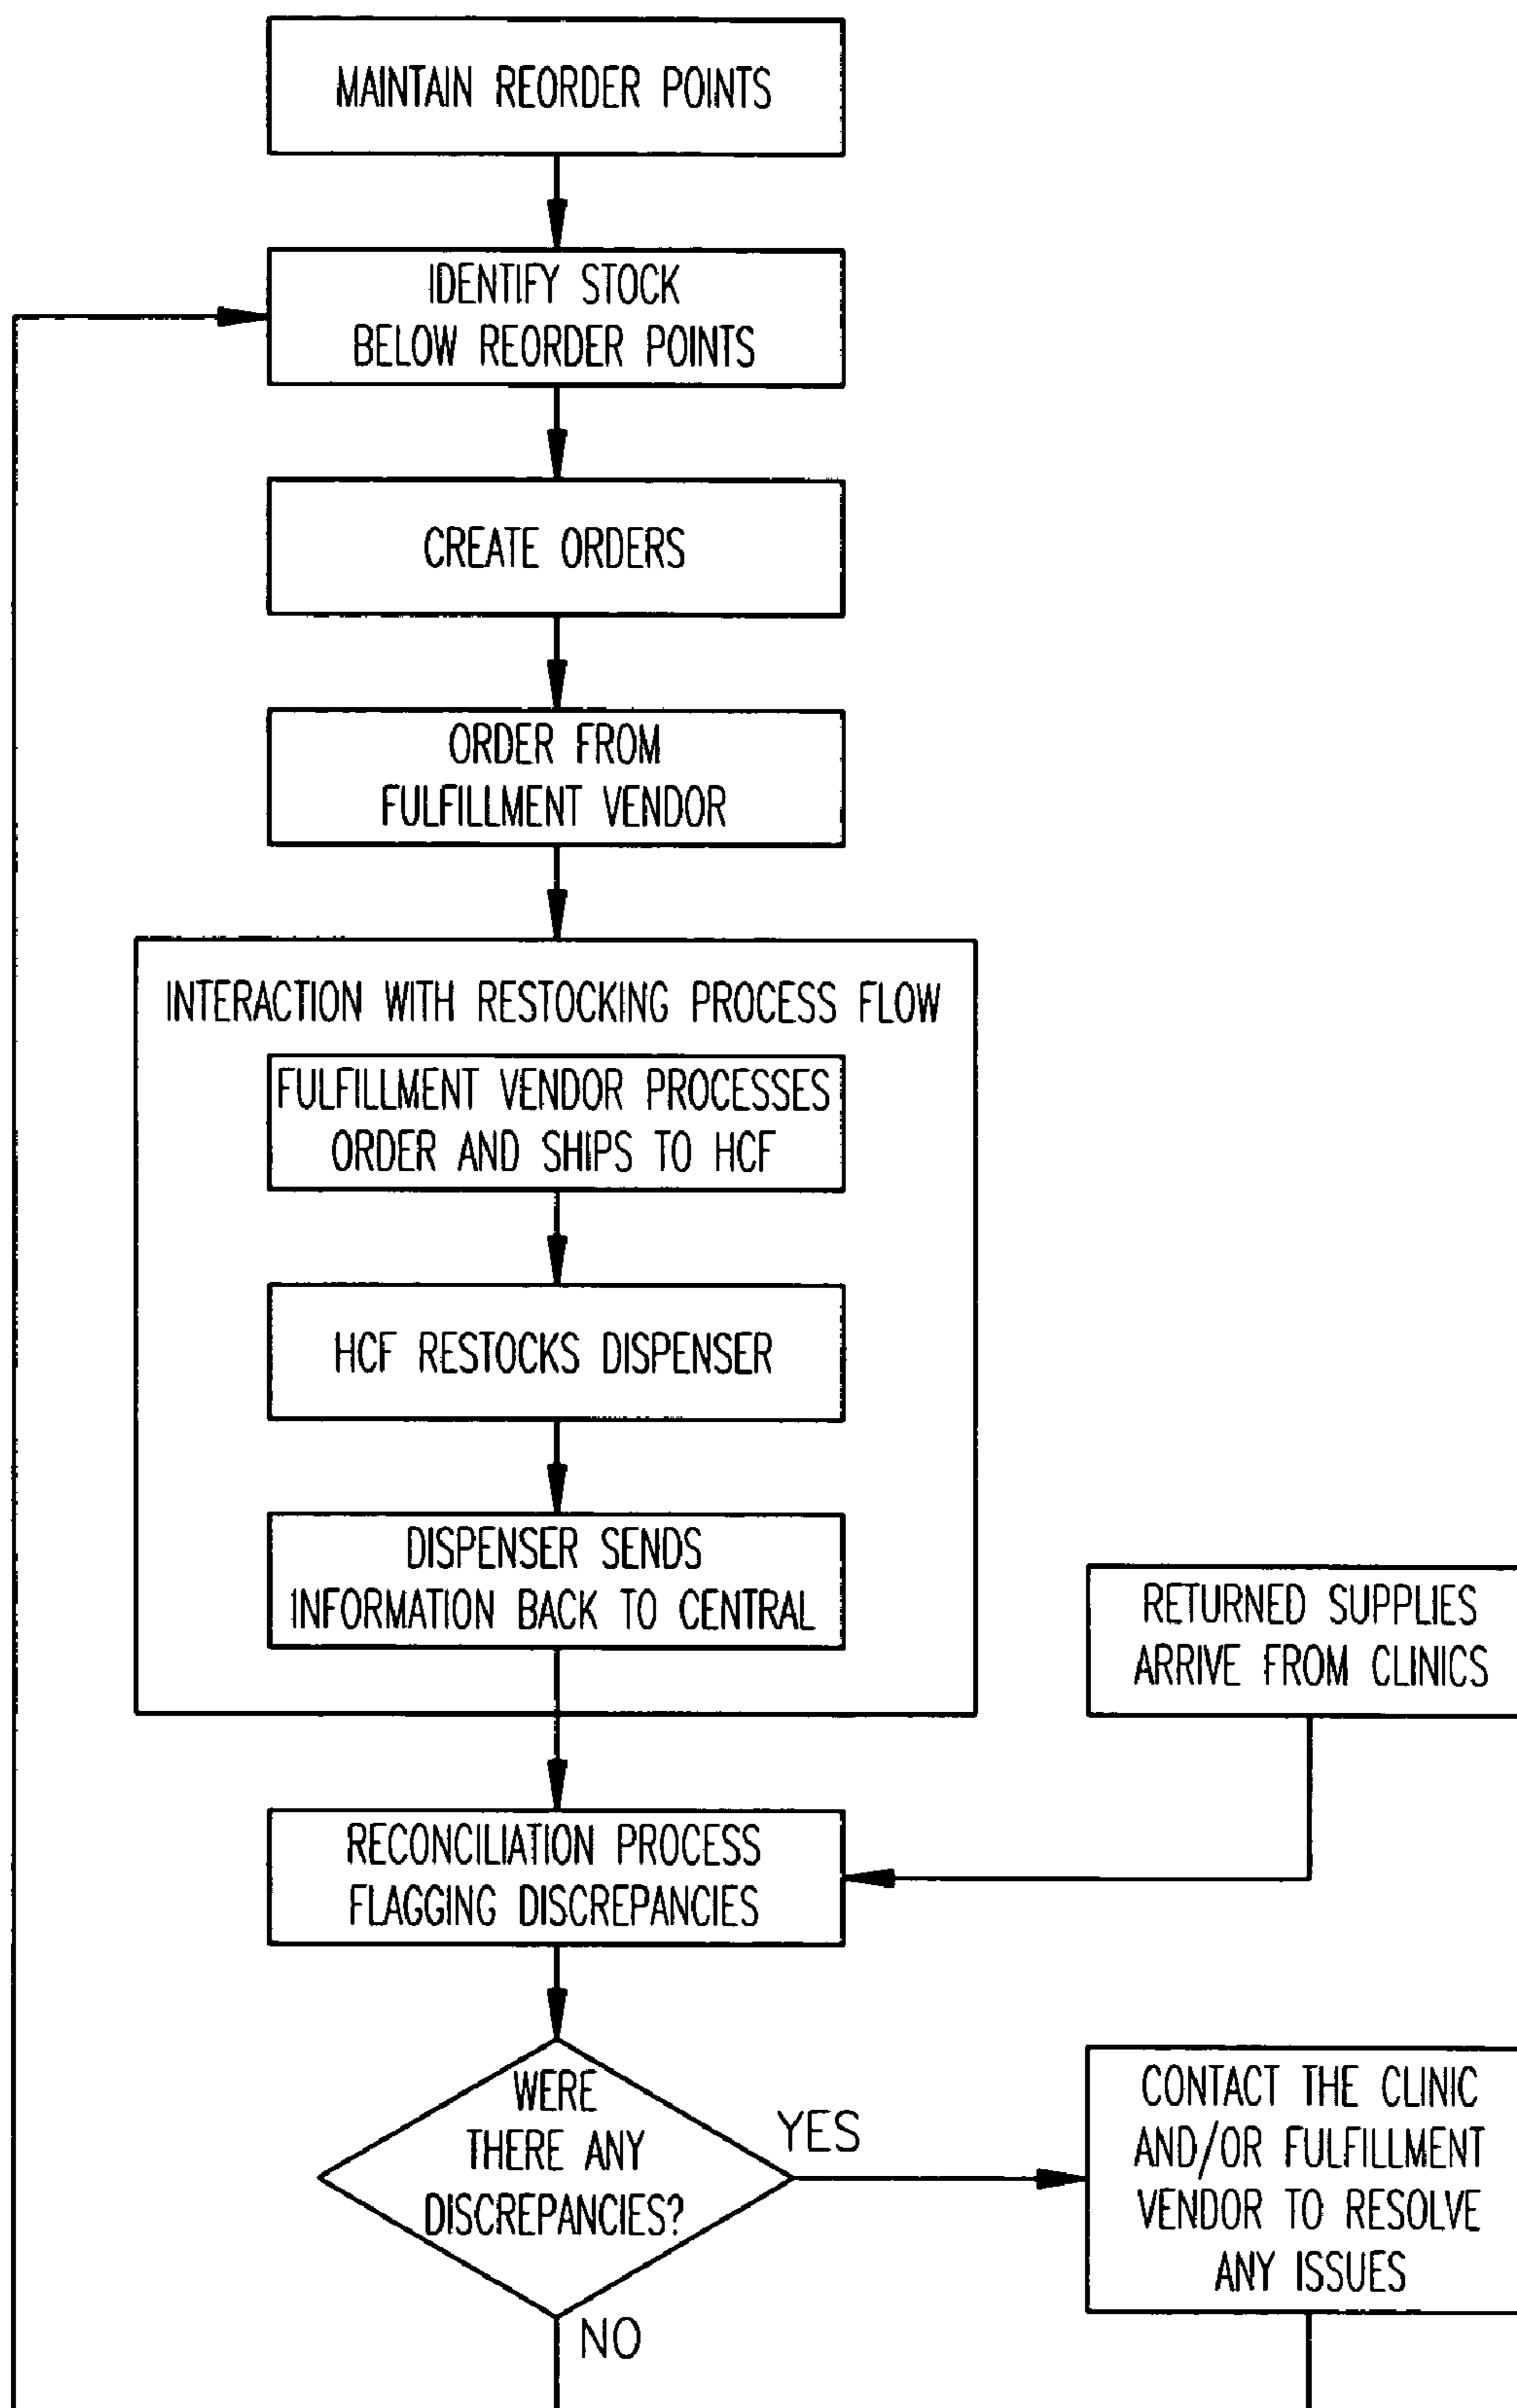 MAINTAIN REORDER POINTS
IDENTIFY STOCK
BELOW REORDER POINTS
CREATE ORDERS
ORDER FROM
FULFILLMENT VENDOR
INTERACTION WITH RESTOCKING PROCESS FLOW
FULFILLMENT VENDOR PROCESSES
ORDER AND SHIPS TO HCF
HCF RESTOCKS DISPENSER
DISPENSER SENDS
INFORMATION BACK TO CENTRAL
RETURNED SUPPLIES
ARRIVE FROM CLINICS
RECONCILIATION PROCESS
FLAGGING DISCREPANCIES
WERE
THERE ANY
DISCREPANCIES?
YES
CONTACT THE CLINIC
AND/OR FULFILLMENT
VENDOR TO RESOLVE
ANY ISSUES
NO